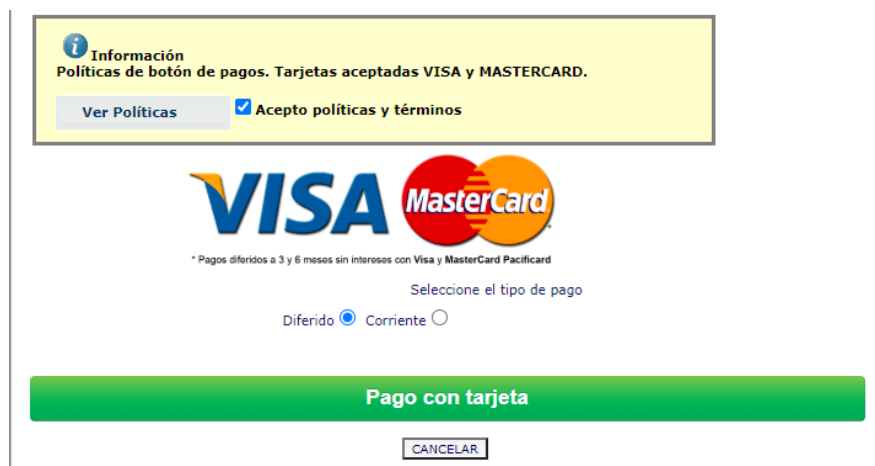 Información
Políticas de botón de pagos. Tarjetas aceptadas VISA y MASTERCARD.
Ver Políticas Acepto políticas y términos
VISA MasterCard
* Pagos diferidos a 3 y 6 meses sin intereses con Visa y MasterCard Pacificard
Seleccione el tipo de pago
Diferido Corriente
Pago con tarjeta
CANCELAR